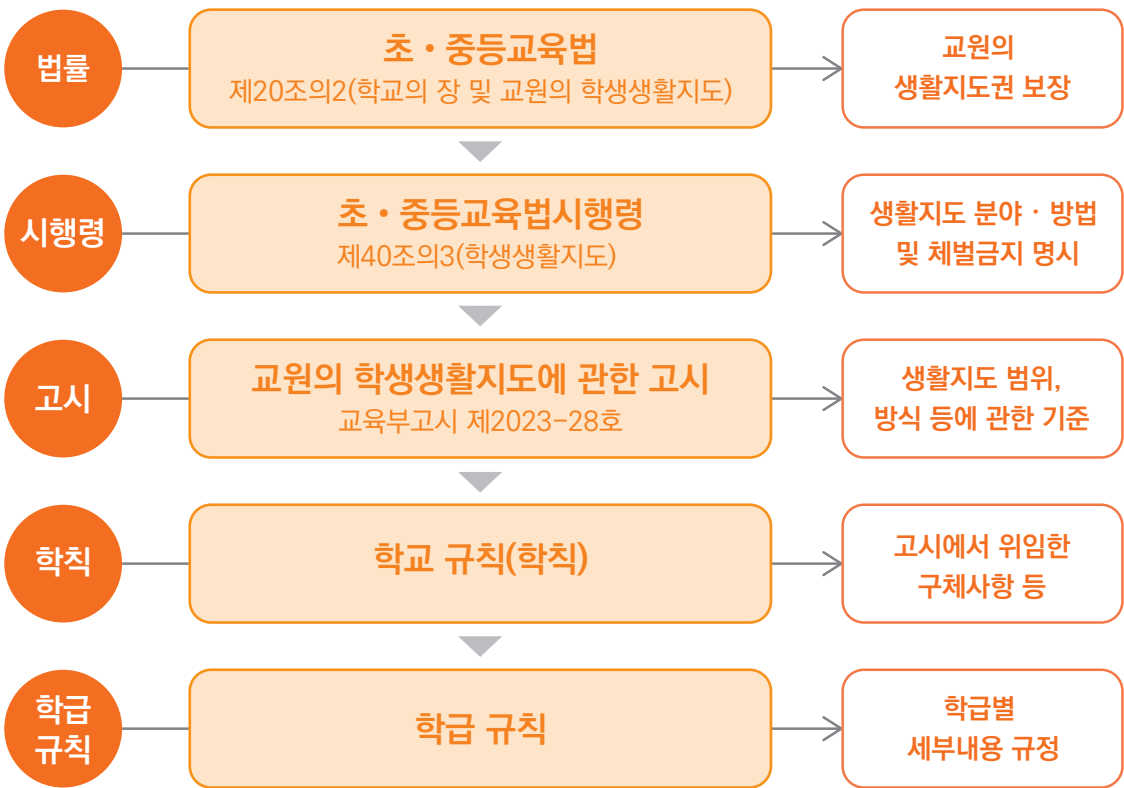 법률
초·중등교육법
제20조의2(학교의 장 및 교원의 학생생활지도)
교원의
생활지도권 보장
시행령
초·중등교육법시행령
제40조의3(학생생활지도)
생활지도 분야·방법
및 체벌금지 명시
고시
교원의 학생생활지도에 관한 고시
교육부고시 제2023-28호
생활지도 범위,
방식 등에 관한 기준
학칙
학교 규칙(학칙)
고시에서 위임한
구체사항 등
학급
규칙
학급 규칙
학급별
세부내용 규정